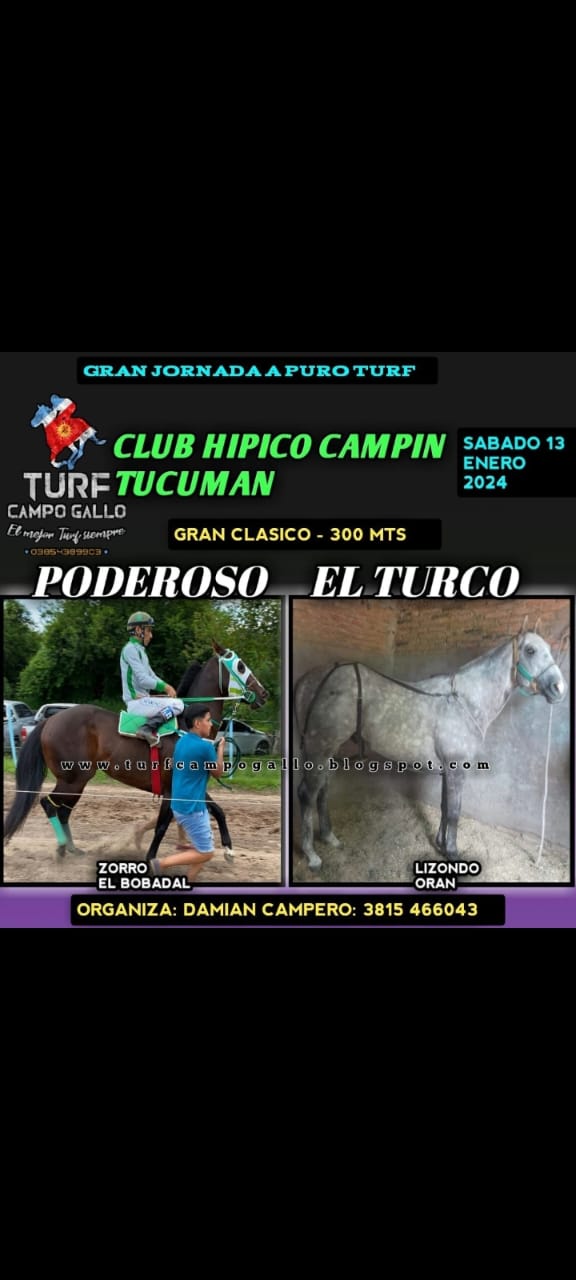 GRAN JORNADA A PURO TURF
CLUB HIPICO CAMPIN
TUCUMAN
SABADO 13
ENERO
2024
TURF
CAMPO GALLO
El mejor Turf siempre
GRAN CLASICO - 300 MTS
PODEROSO
EL TURCO
www.turfcampogallo.blogspot.com
ZORRO
EL BOBADAL
LIZONDO
ORAN
ORGANIZA: DAMIAN CAMPERO: 3815 466043